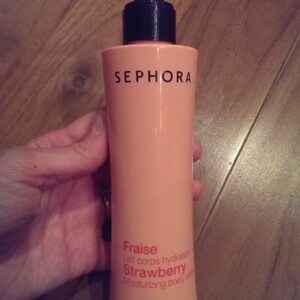 SEPHORA
Fraise
Lait corps hydratant
Strawberry
Moisturizing body